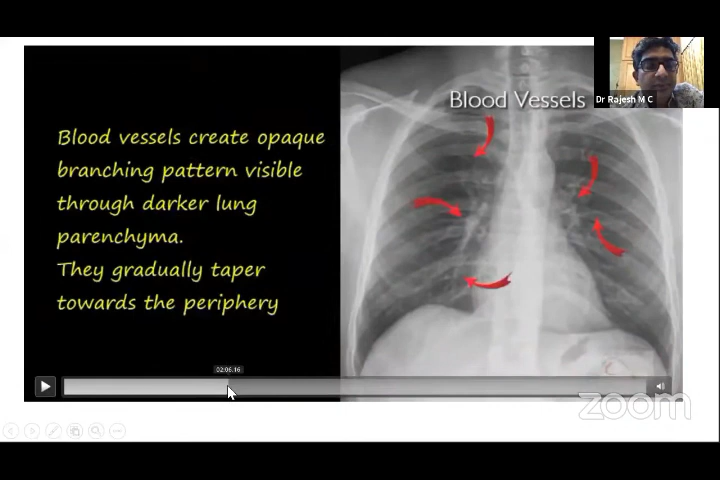 Dr Rajesh M C
Blood Vessels
Blood vessels create opaque
branching pattern visible
through darker lung
parenchyma.
They gradually taper
towards the periphery
02:06.16
zoom